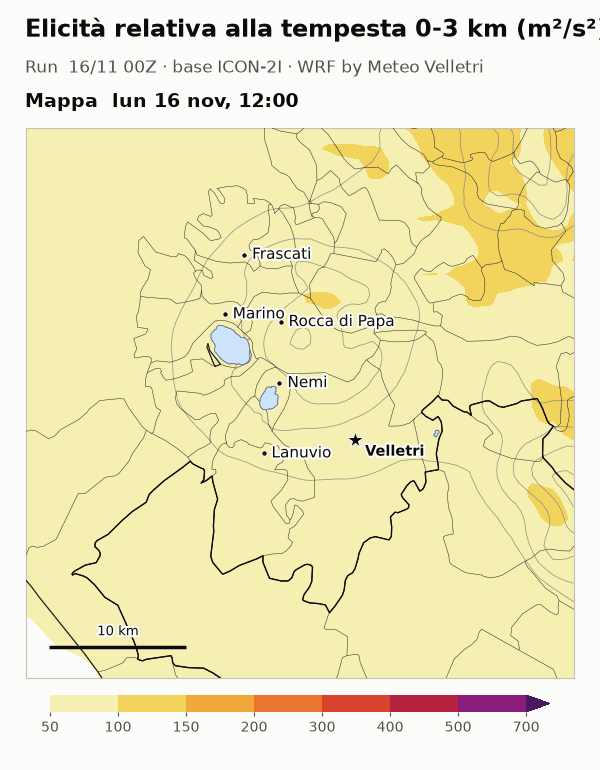 Elicità relativa alla tempesta 0-3 km (m²/s²)
Run 16/11 00Z · base ICON-2I · WRF by Meteo Velletri
Mappa lun 16 nov, 12:00
Frascati
Marino
Rocca di Papa
Nemi
Velletri
Lanuvio
10 km
50 100 150 200 300 400 500 700